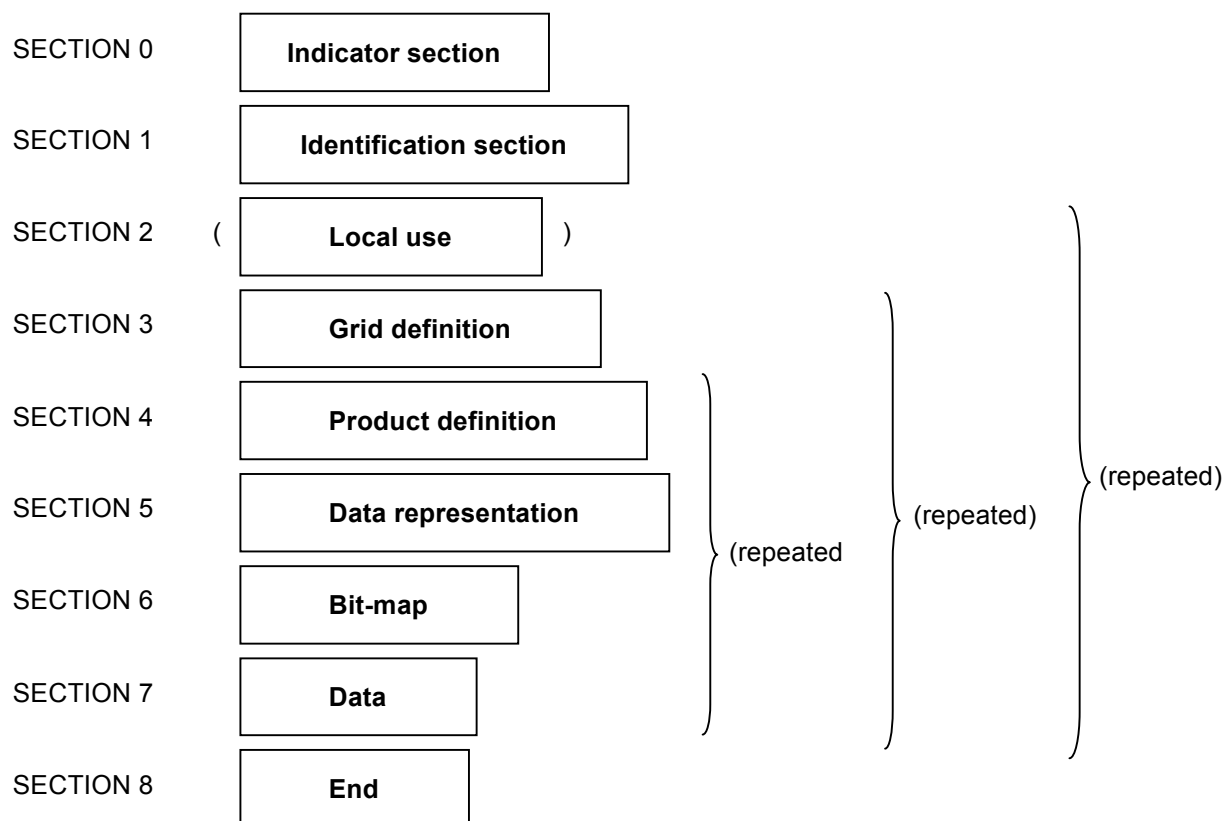 SECTION 0 Indicator section
SECTION 1 Identification section
SECTION 2 ( Local use )
SECTION 3 Grid definition
SECTION 4 Product definition
SECTION 5 Data representation
SECTION 6 Bit-map
SECTION 7 Data
SECTION 8 End
(repeated
(repeated)
(repeated)